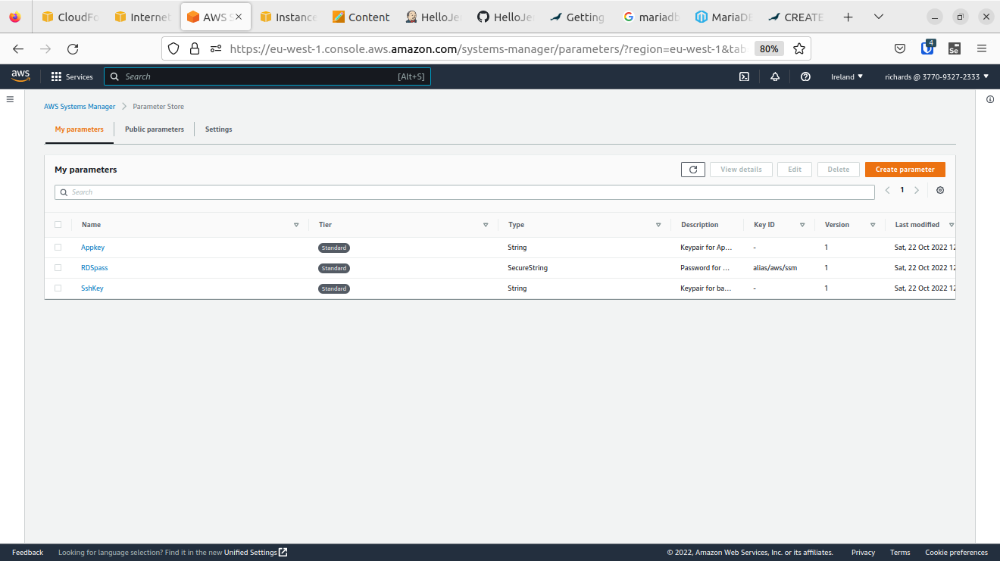 CloudFo
Internet
AWS S
Instance
Content
HelloJe
HelloJe
Getting
mariadb
MariaDB
CREATE
https://eu-west-1.console.aws.amazon.com/systems-manager/parameters/?region=eu-west-1&tab
80%
4
Se
aws
Services
Search
[Alt+S]
Ireland
richards @ 3770-9327-2333
AWS Systems Manager
Parameter Store
My parameters
Public parameters
Settings
My parameters
View details
Edit
Delete
Create parameter
Search
1
Name
Tier
Type
Description
Key ID
Version
Last modified
Appkey
Standard
String
Keypair for Ap...
-
1
Sat, 22 Oct 2022 12
RDSpass
Standard
SecureString
Password for ...
alias/aws/ssm
1
Sat, 22 Oct 2022 12
SshKey
Standard
String
Keypair for ba...
-
1
Sat, 22 Oct 2022 12
Feedback
Looking for language selection? Find it in the new Unified Settings
© 2022, Amazon Web Services, Inc. or its affiliates.
Privacy
Terms
Cookie preferences